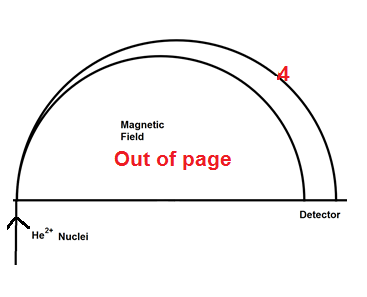 4
Magnetic
Field
Out of page
Detector
He2+ Nuclei